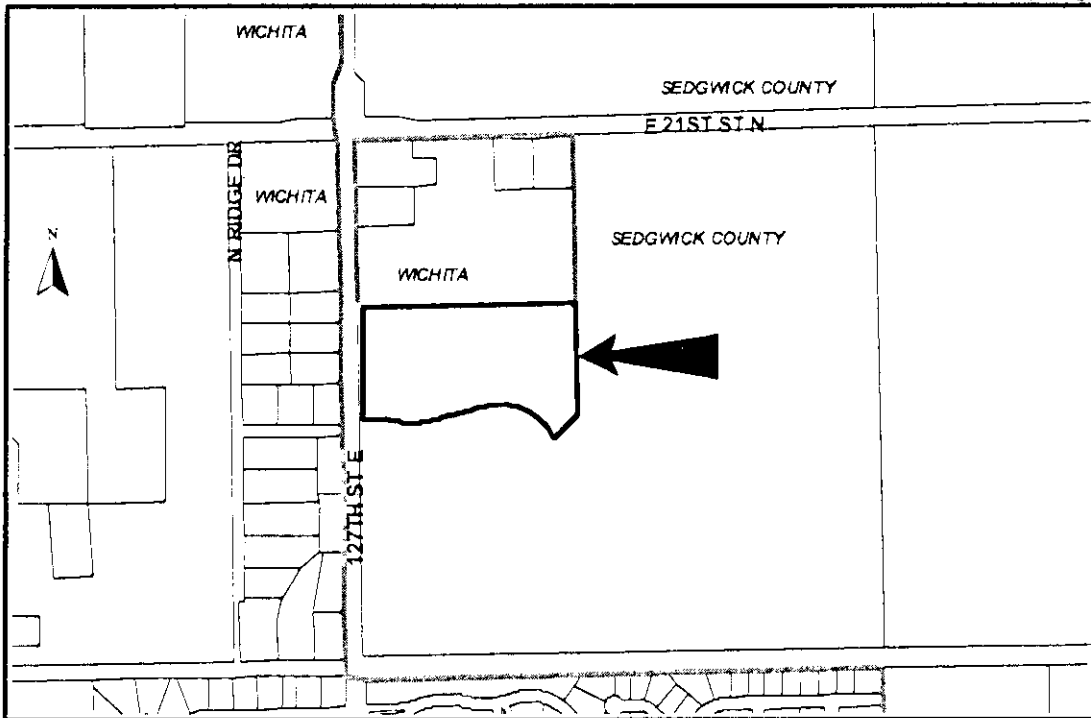 WICHITA
SEDGWICK COUNTY
E 21ST ST N
N RIDGE DR
WICHITA
SEDGWICK COUNTY
N
WICHITA
127TH ST E